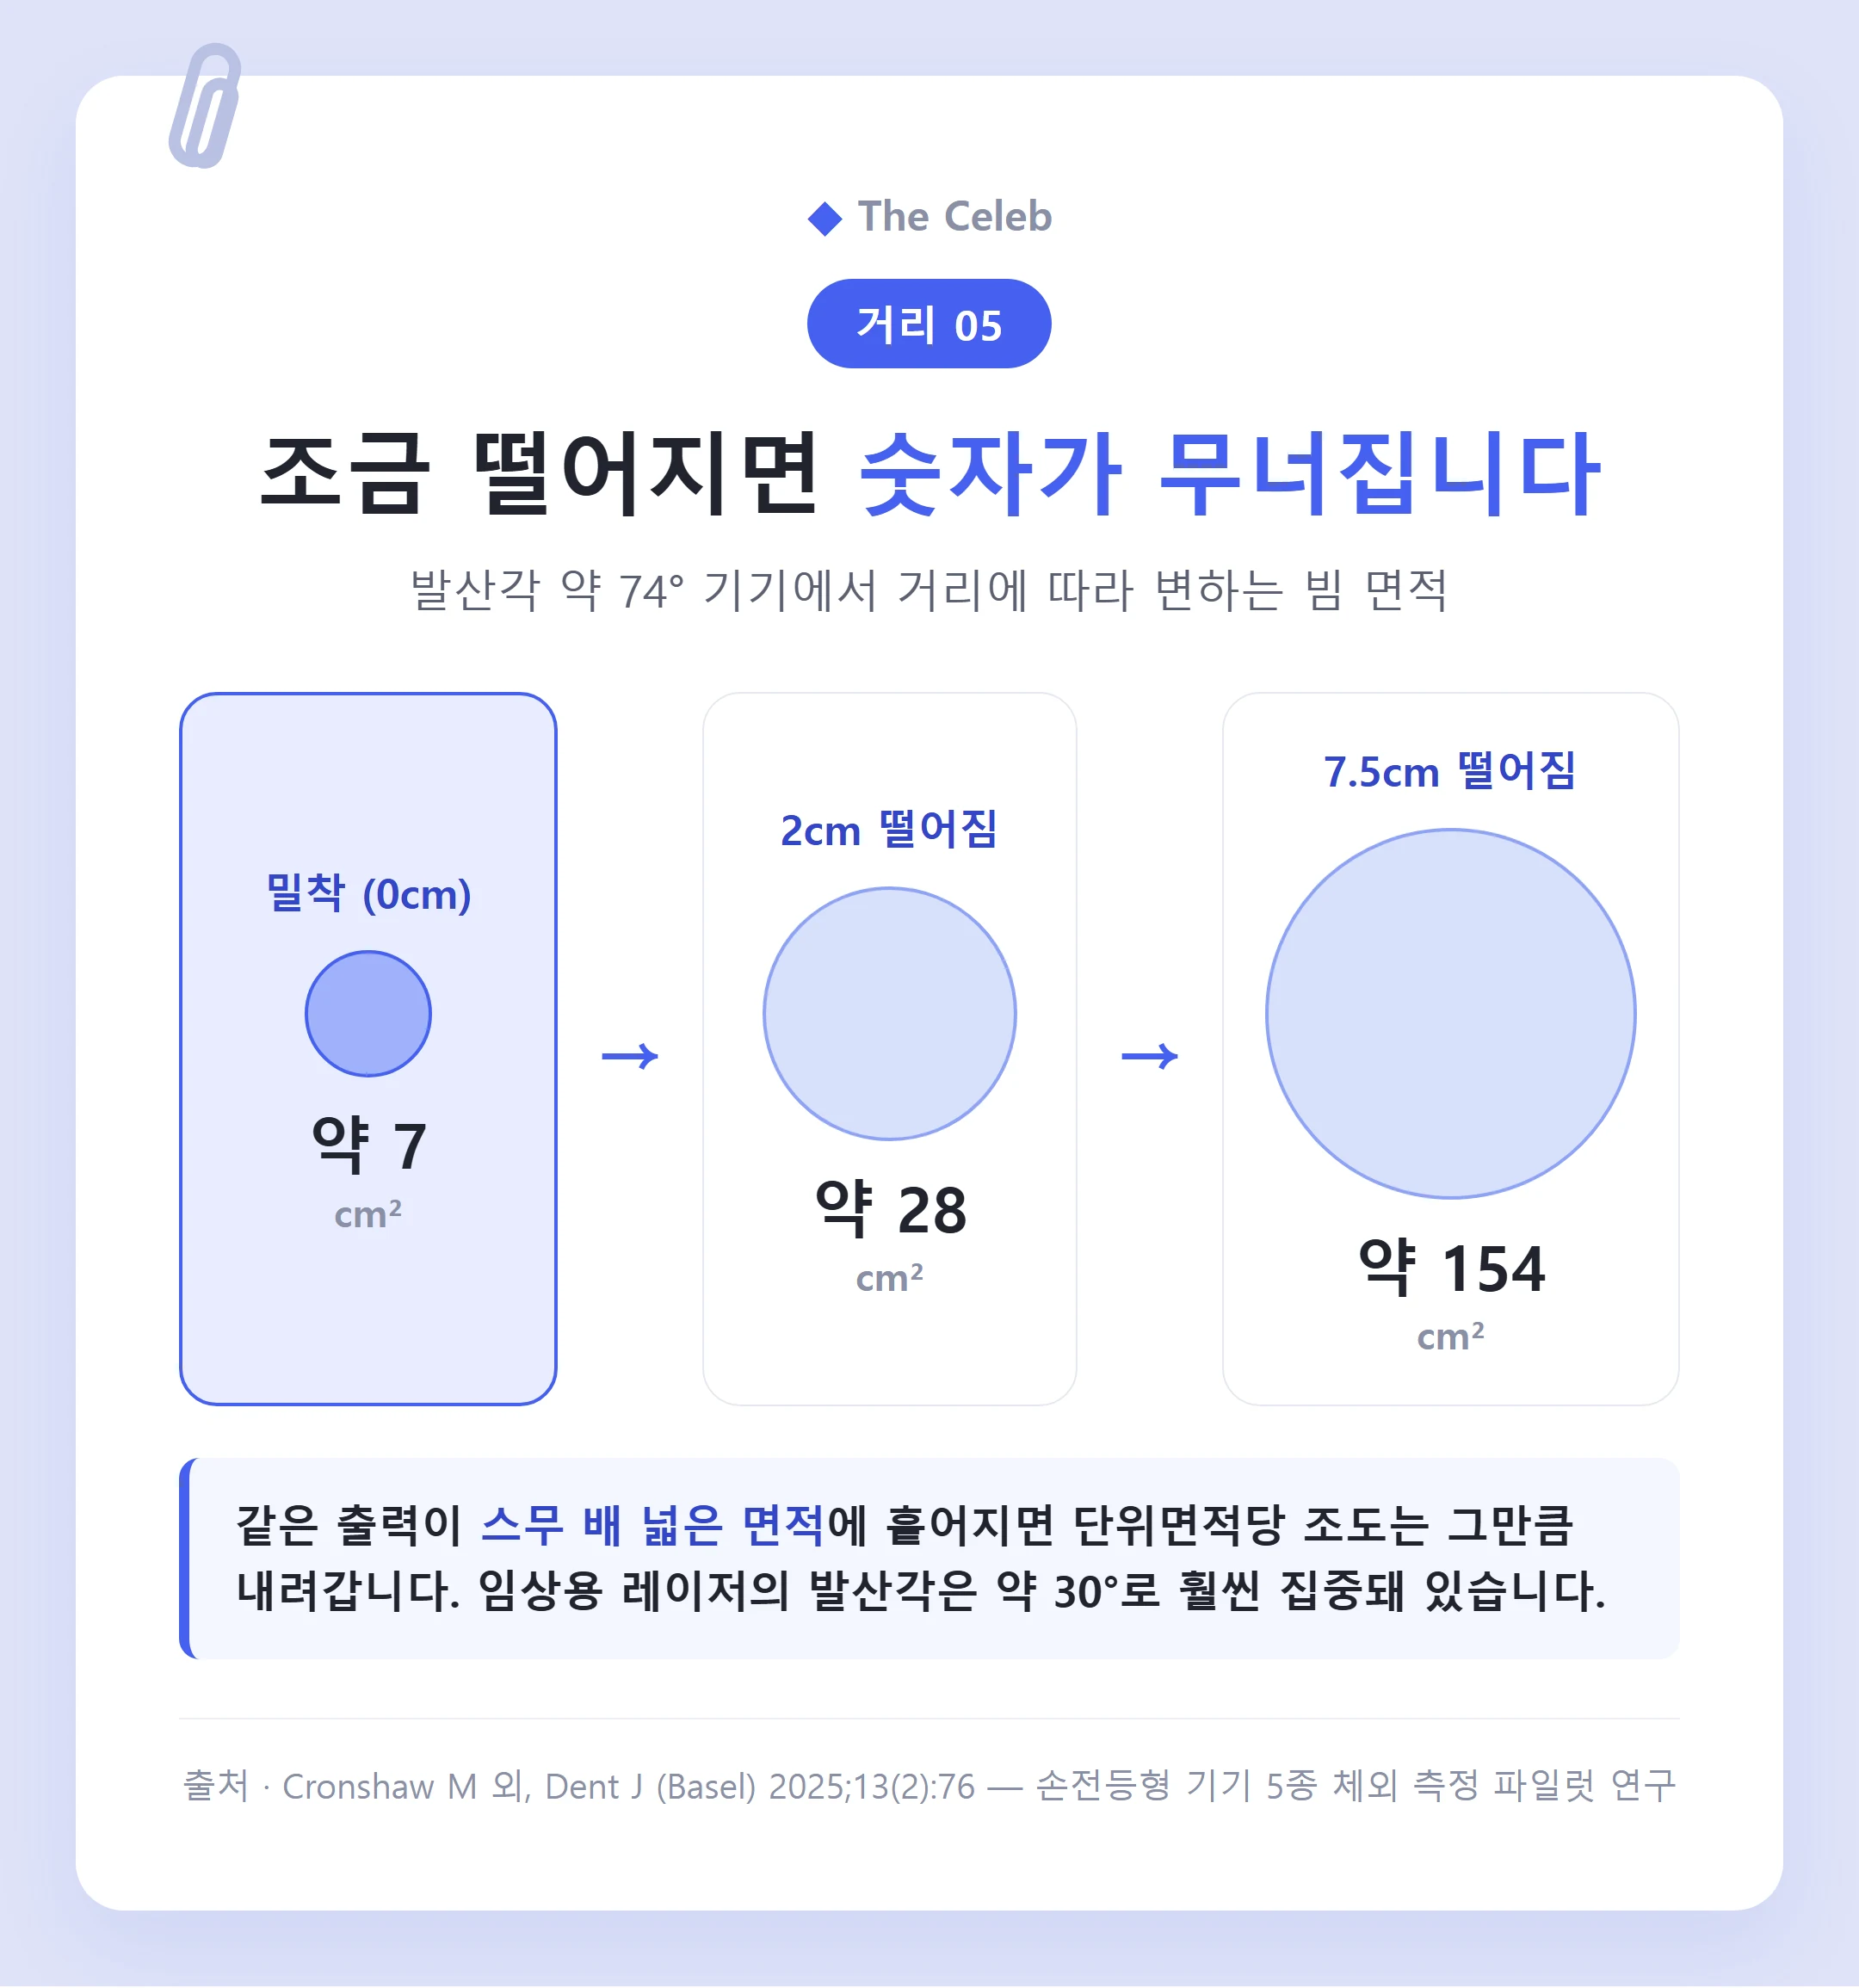 The Celeb
거리 05
조금 떨어지면 숫자가 무너집니다
발산각 약 74° 기기에서 거리에 따라 변하는 빔 면적
밀착 (0cm)
약 7
cm²
→
2cm 떨어짐
약 28
cm²
→
7.5cm 떨어짐
약 154
cm²
같은 출력이 스무 배 넓은 면적에 흩어지면 단위면적당 조도는 그만큼
내려갑니다. 임상용 레이저의 발산각은 약 30°로 훨씬 집중돼 있습니다.
출처 · Cronshaw M 외, Dent J (Basel) 2025;13(2):76 — 손전등형 기기 5종 체외 측정 파일럿 연구